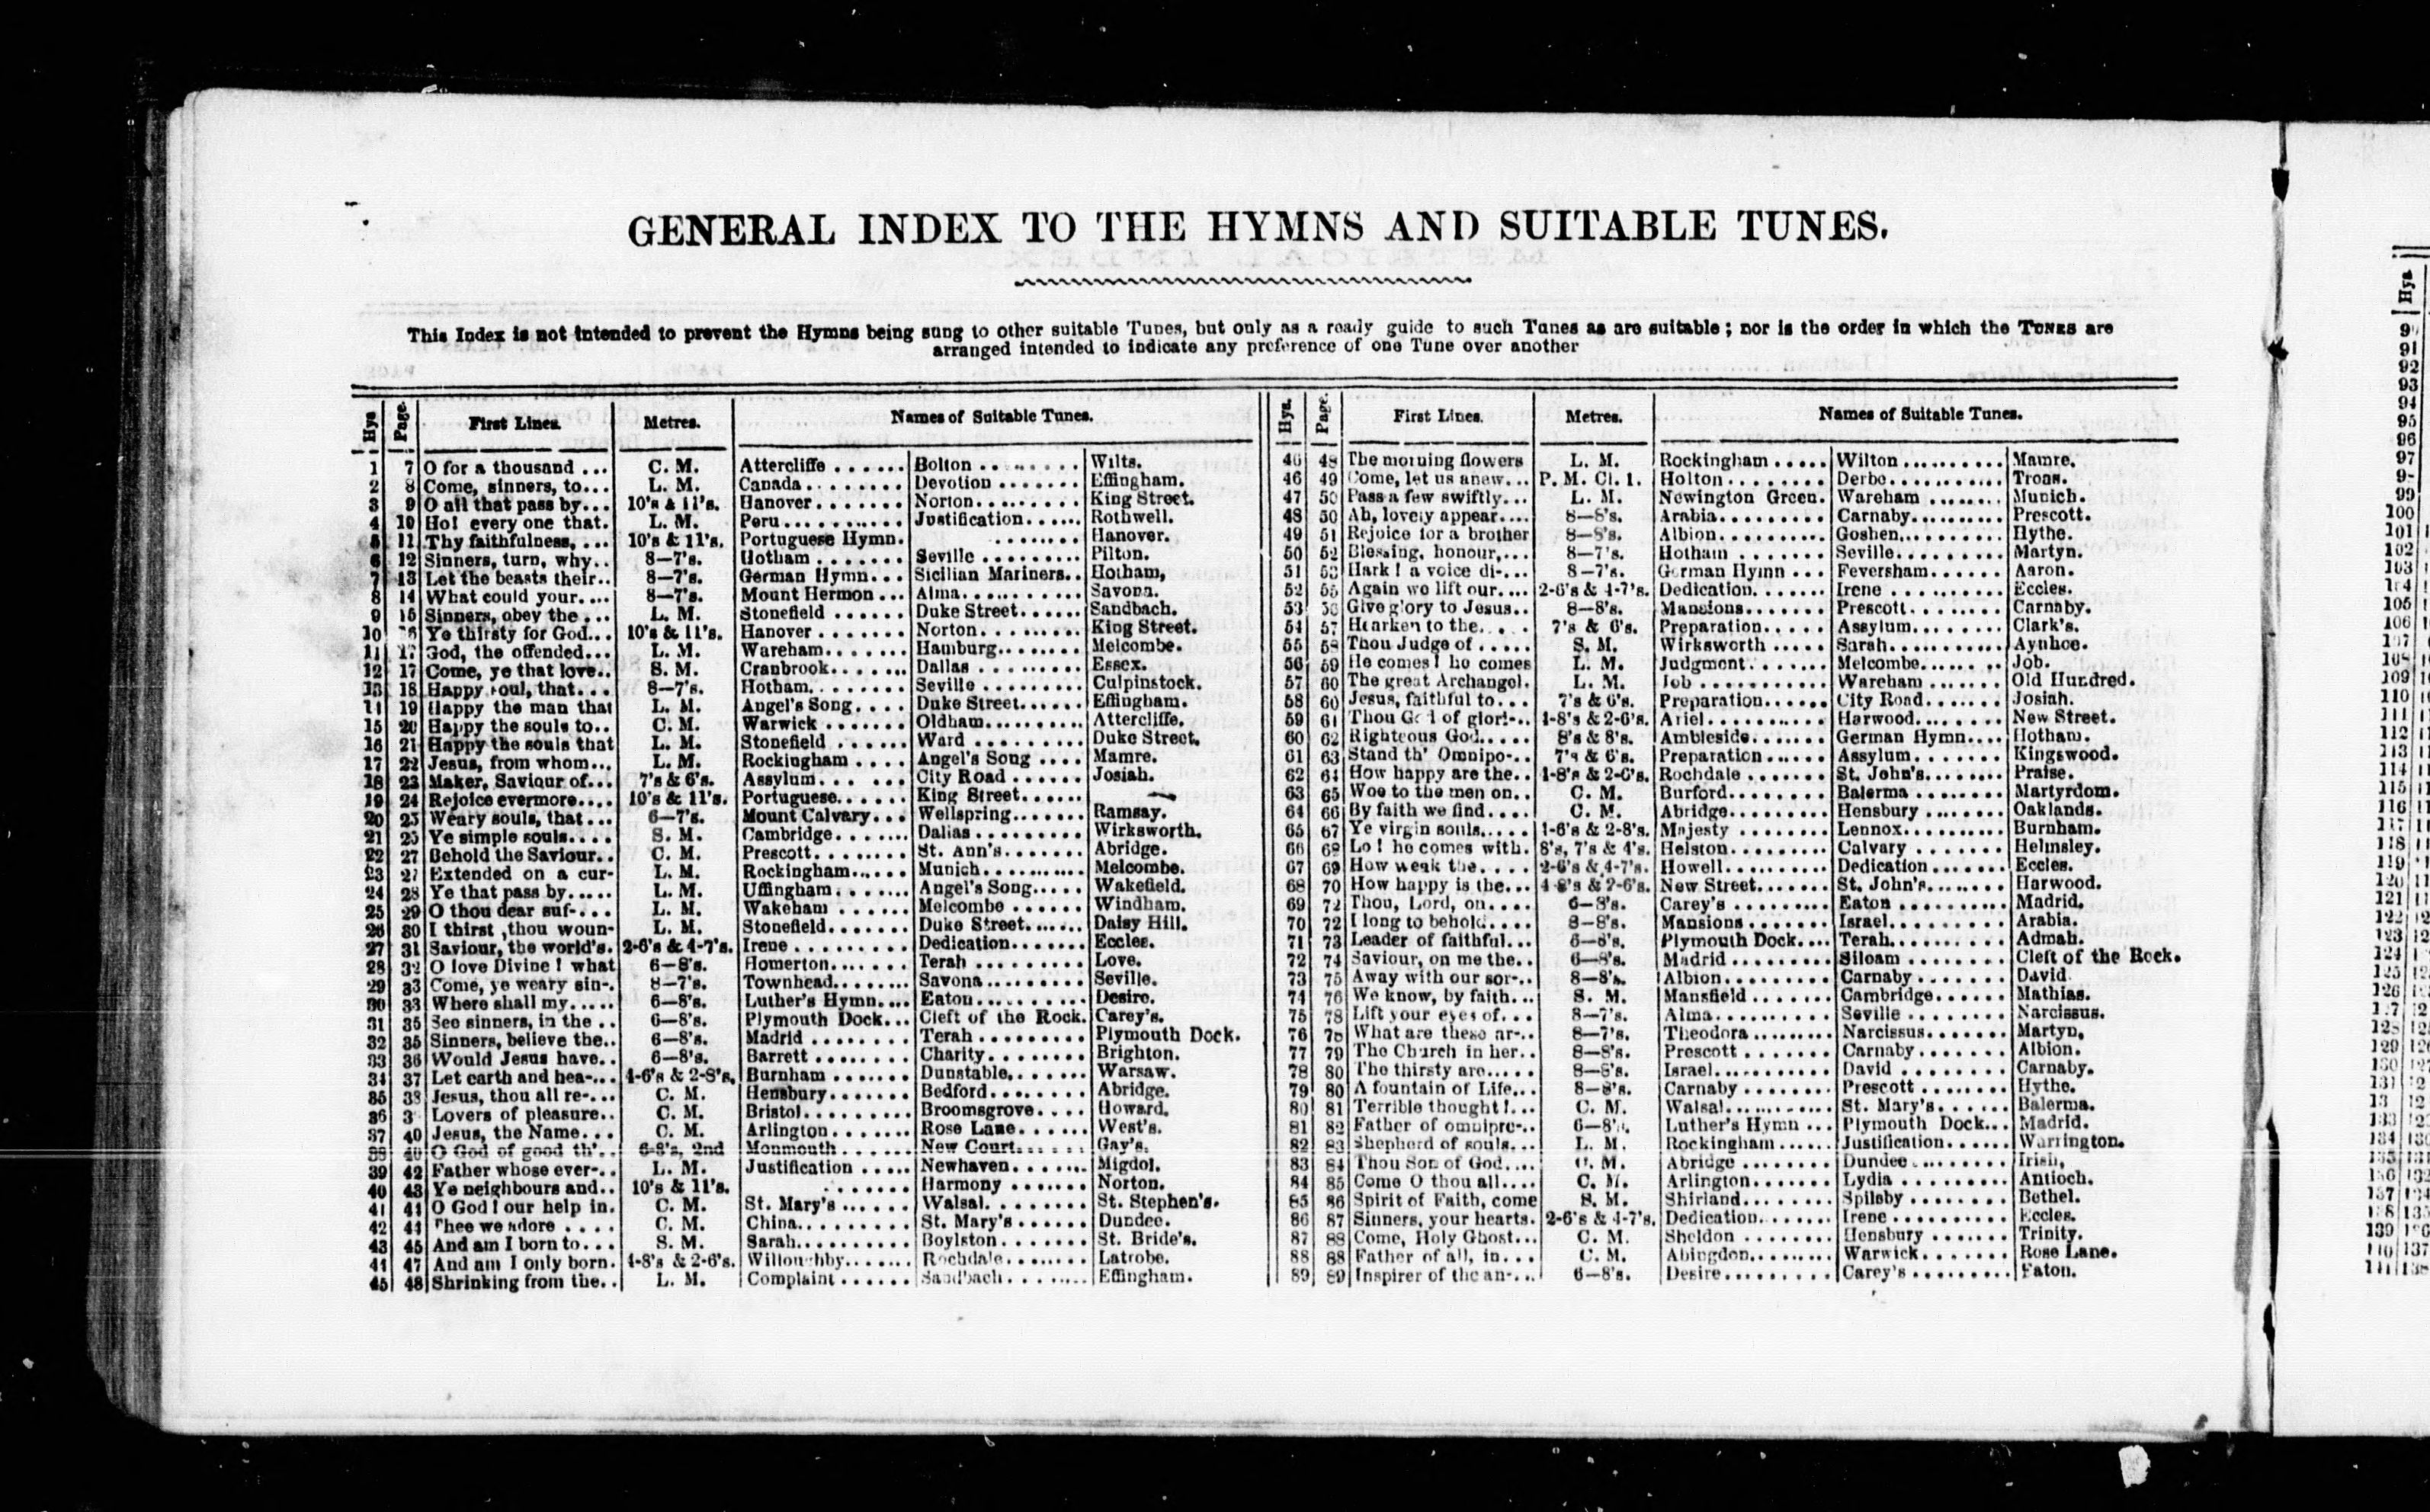 GENERAL INDEX TO THE HYMNS AND SUITABLE TUNES.
This Index is not intended to prevent the Hymns being sung to other suitable Tunes, but only as a ready guide to such Tunes as are suitable; nor is the order in which the TUNES are
arranged intended to indicate any preference of one Tune over another
Hys Page. First Lines. Metres. Names of Suitable Tunes.
1 7 O for a thousand ... C. M. Attercliffe ...... Bolton ......... Wilts.
2 8 Come, sinners, to... L. M. Canada........ Devotion ....... Effingham.
3 9 O all that pass by... 10's & 11's. Hanover....... Norton.......... King Street.
4 10 Ho! every one that. L. M. Peru........... Justification...... Rothwell.
5 11 Thy faithfulness, ... 10's & 11's. Portuguese Hymn. ........ Hanover.
6 12 Sinners, turn, why.. 8—7's. Hotham ....... Seville ......... Pilton.
7 13 Let the beasts their.. 8—7's. German Hymn... Sicilian Mariners.. Hotham,
8 14 What could your.... 8—7's. Mount Hermon ... Alma........... Savona.
9 15 Sinners, obey the ... L. M. Stonefield ...... Duke Street...... Sandbach.
10 Ye thirsty for God... 10's & 11's. Hanover....... Norton......... King Street.
11 17 God, the offended... L. M. Wareham....... Hamburg........ Melcombe.
12 17 Come, ye that love.. S. M. Cranbrook....... Dallas ......... Essex.
13 18 Happy soul, that... 8—7's. Hotham........ Seville ......... Culpinstock.
14 19 Happy the man that L. M. Angel's Song.... Duke Street...... Effingham.
15 20 Happy the souls to.. C. M. Warwick ....... Oldham.......... Attercliffe.
16 21 Happy the souls that L. M. Stonefield ...... Ward ......... Duke Street.
17 22 Jesus, from whom... L. M. Rockingham .... Angel's Song .... Mamre.
18 23 Maker, Saviour of... 7's & 6's. Assylum... ... City Road ...... Josiah.
19 24 Rejoice evermore.... 10's & 11's. Portuguese...... King Street......
20 25 Weary souls, that... 6—7's. Mount Calvary... Wellspring....... Ramsay.
21 25 Ye simple souls.... S. M. Cambridge....... Dallas......... Wirksworth.
22 27 Behold the Saviour.. C. M. Prescott........ St. Ann's....... Abridge.
23 27 Extended on a cur- L. M. Rockingham...... Munich.......... Melcombe.
24 28 Ye that pass by..... L. M. Uffingham....... Angel's Song..... Wakefield.
25 29 O thou dear suf-... L. M. Wakeham ...... Melcombe ...... Windham.
26 30 I thirst ,thou woun- L. M. Stonefield....... Duke Street...... Daisy Hill.
27 31 Saviour, the world's. 2-6's & 4-7's. Irene .......... Dedication....... Eccles.
28 32 O love Divine! what 6—8's. Homerton....... Terah ......... Love.
29 33 Come, ye weary sin-. 8—7's. Townhead....... Savona.......... Seville.
30 33 Where shall my..... 6—8's. Luther's Hymn.... Eaton.......... Desire.
31 35 See sinners, in the .. 6—8's. Plymouth Dock... Cleft of the Rock. Carey's.
32 35 Sinners, believe the.. 6—8's. Madrid ........ Terah ......... Plymouth Dock.
33 36 Would Jesus have.. 6—8's. Barrett ........ Charity........ Brighton.
34 37 Let earth and hea-... 4-6's & 2-8's. Burnham ....... Dunstable....... Warsaw.
35 38 Jesus, thou all re-... C. M. Hensbury....... Bedford........ Abridge.
36 Lovers of pleasure.. C. M. Bristol......... Broomsgrove.... Howard.
37 40 Jesus, the Name... C. M. Arlington....... Rose Lane...... West's.
38 40 O God of good th'.. 6-8's, 2nd Monmouth...... New Court...... Gay's.
39 42 Father whose ever-.. L. M. Justification ..... Newhaven....... Migdol.
40 43 Ye neighbours and.. 10's & 11's. ....... Harmony ....... Norton.
41 44 O God! our help in. C. M. St. Mary's ...... Walsal......... St. Stephen's.
42 44 Thee we adore .... C. M. China.......... St. Mary's...... Dundee.
43 45 And am I born to... S. M. Sarah.......... Boylston........ St. Bride's.
44 47 And am I only born. 4-8's & 2-6's. Willoughby....... Rochdale........ Latrobe.
45 48 Shrinking from the.. L. M. Complaint ...... Sandbach......... Effingham.
Hys. Page. First Lines. Metres. Names of Suitable Tunes.
46 48 The morning flowers L. M. Rockingham ..... Wilton .......... Mamre.
46 49 Come, let us anew... P. M. Cl. 1. Holton......... Derbe.......... Troas.
47 50 Pass a few swiftly... L. M. Newington Green. Wareham ........ Munich.
48 50 Ah, lovely appear.... 8—8's. Arabia......... Carnaby.......... Prescott.
49 51 Rejoice for a brother 8—8's. Albion......... Goshen.......... Hythe.
50 52 Blessing, honour,... 8—7's. Hotham ....... Seville......... Martyn.
51 53 Hark! a voice di-... 8—7's. German Hymn ... Feversham...... Aaron.
52 55 Again we lift our.... 2-6's & 4-7's. Dedication....... Irene .......... Eccles.
53 56 Give glory to Jesus.. 8—8's. Mansions....... Prescott........ Carnaby.
54 57 Hearken to the.... 7's & 6's. Preparation..... Assylum........ Clark's.
55 58 Thou Judge of ..... S. M. Wirksworth ..... Sarah.......... Aynhoe.
56 59 He comes! he comes L. M. Judgment....... Melcombe....... Job.
57 60 The great Archangel. L. M. Job ........... Wareham ....... Old Hundred.
58 60 Jesus, faithful to... 7's & 6's. Preparation..... City Road ...... Josiah.
59 61 Thou God of glori-.. 4-8's & 2-6's. Ariel.......... Harwood........ New Street.
60 62 Righteous God..... 8's & 8's. Ambleside....... German Hymn.... Hotham.
61 63 Stand th' Omnipo-.. 7's & 6's. Preparation..... Assylum........ Kingswood.
62 64 How happy are the.. 4-8's & 2-6's. Rochdale ....... St. John's........ Praise.
63 65 Woe to the men on.. C. M. Burford........ Balerma ........ Martyrdom.
64 66 By faith we find.... C. M. Abridge........ Hensbury ........ Oaklands.
65 67 Ye virgin souls..... 4-6's & 2-8's. Majesty ........ Lennox.......... Burnham.
66 68 Lo! he comes with. 8's, 7's & 4's. Helston......... Calvary ........ Helmsley.
67 69 How weak the.... 2-6's & 4-7's. Howell.......... Dedication ...... Eccles.
68 70 How happy is the... 4-8's & 2-6's. New Street....... St. John's........ Harwood.
69 72 Thou, Lord, on.... 6—8's. Carey's ......... Eaton ......... Madrid.
70 72 I long to behold.... 8—8's. Mansions....... Israel.......... Arabia.
71 73 Leader of faithful... 6—8's. Plymouth Dock.... Terah.......... Admah.
72 74 Saviour, on me the.. 6—8's. Madrid ......... Siloam ......... Cleft of the Rock.
73 75 Away with our sor-.. 8—8's. Albion......... Carnaby........ David
74 76 We know, by faith... S. M. Mansfield ....... Cambridge...... Mathias.
75 78 Lift your eyes of... 8—7's. Alma.......... Seville ......... Narcissus.
76 What are these ar-.. 8—7's. Theodora ....... Narcissus....... Martyn,
77 79 The Church in her.. 8—8's. Prescott ....... Carnaby....... Albion.
78 80 The thirsty are..... 8—8's. Israel.......... David ........ Carnaby.
79 80 A fountain of Life... 8—8's. Carnaby ....... Prescott ........ Hythe.
80 81 Terrible thought!... C. M. Walsal.......... St. Mary's...... Balerma.
81 82 Father of omnipre-.. 6—8's. Luther's Hymn ... Plymouth Dock... Madrid.
82 83 Shepherd of souls... L. M. Rockingham ...... Justification...... Warrington.
83 84 Thou Son of God.... C. M. Abridge ........ Dundee......... Irish,
84 85 Come O thou all.... C. M. Arlington....... Lydia ......... Antioch.
85 86 Spirit of Faith, come S. M. Shirland........ Spilsby ........ Bethel.
86 87 Sinners, your hearts. 2-6's & 4-7's. Dedication....... Irene .......... Eccles.
87 88 Come, Holy Ghost... C. M. Sheldon ........ Hensbury ....... Trinity.
88 88 Father of all, in.... C. M. Abingdon......... Warwick....... Rose Lane.
89 89 Inspirer of the an-... 6—8's. Desire......... Carey's ......... Eaton.
Hys.
91
92
93
94
95
96
97
99
100
101
102
103
105
106
109
110
111
112
113
114
115
116
118
119
121
122
123
124
125
126
129
133
134
139